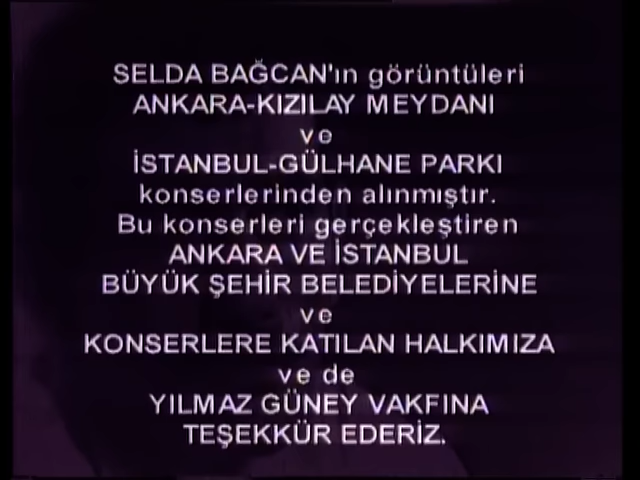 SELDA BAĞCAN'ın görüntüleri
ANKARA-KIZILAY MEYDANI
ve
İSTANBUL-GÜLHANE PARKI
konserlerinden alınmıştır.
Bu konserleri gerçekleştiren
ANKARA VE İSTANBUL
BÜYÜK ŞEHİR BELEDİYELERİNE
ve
KONSERLERE KATILAN HALKIMIZA
ve de
YILMAZ GÜNEY VAKFINA
TEŞEKKÜR EDERİZ.